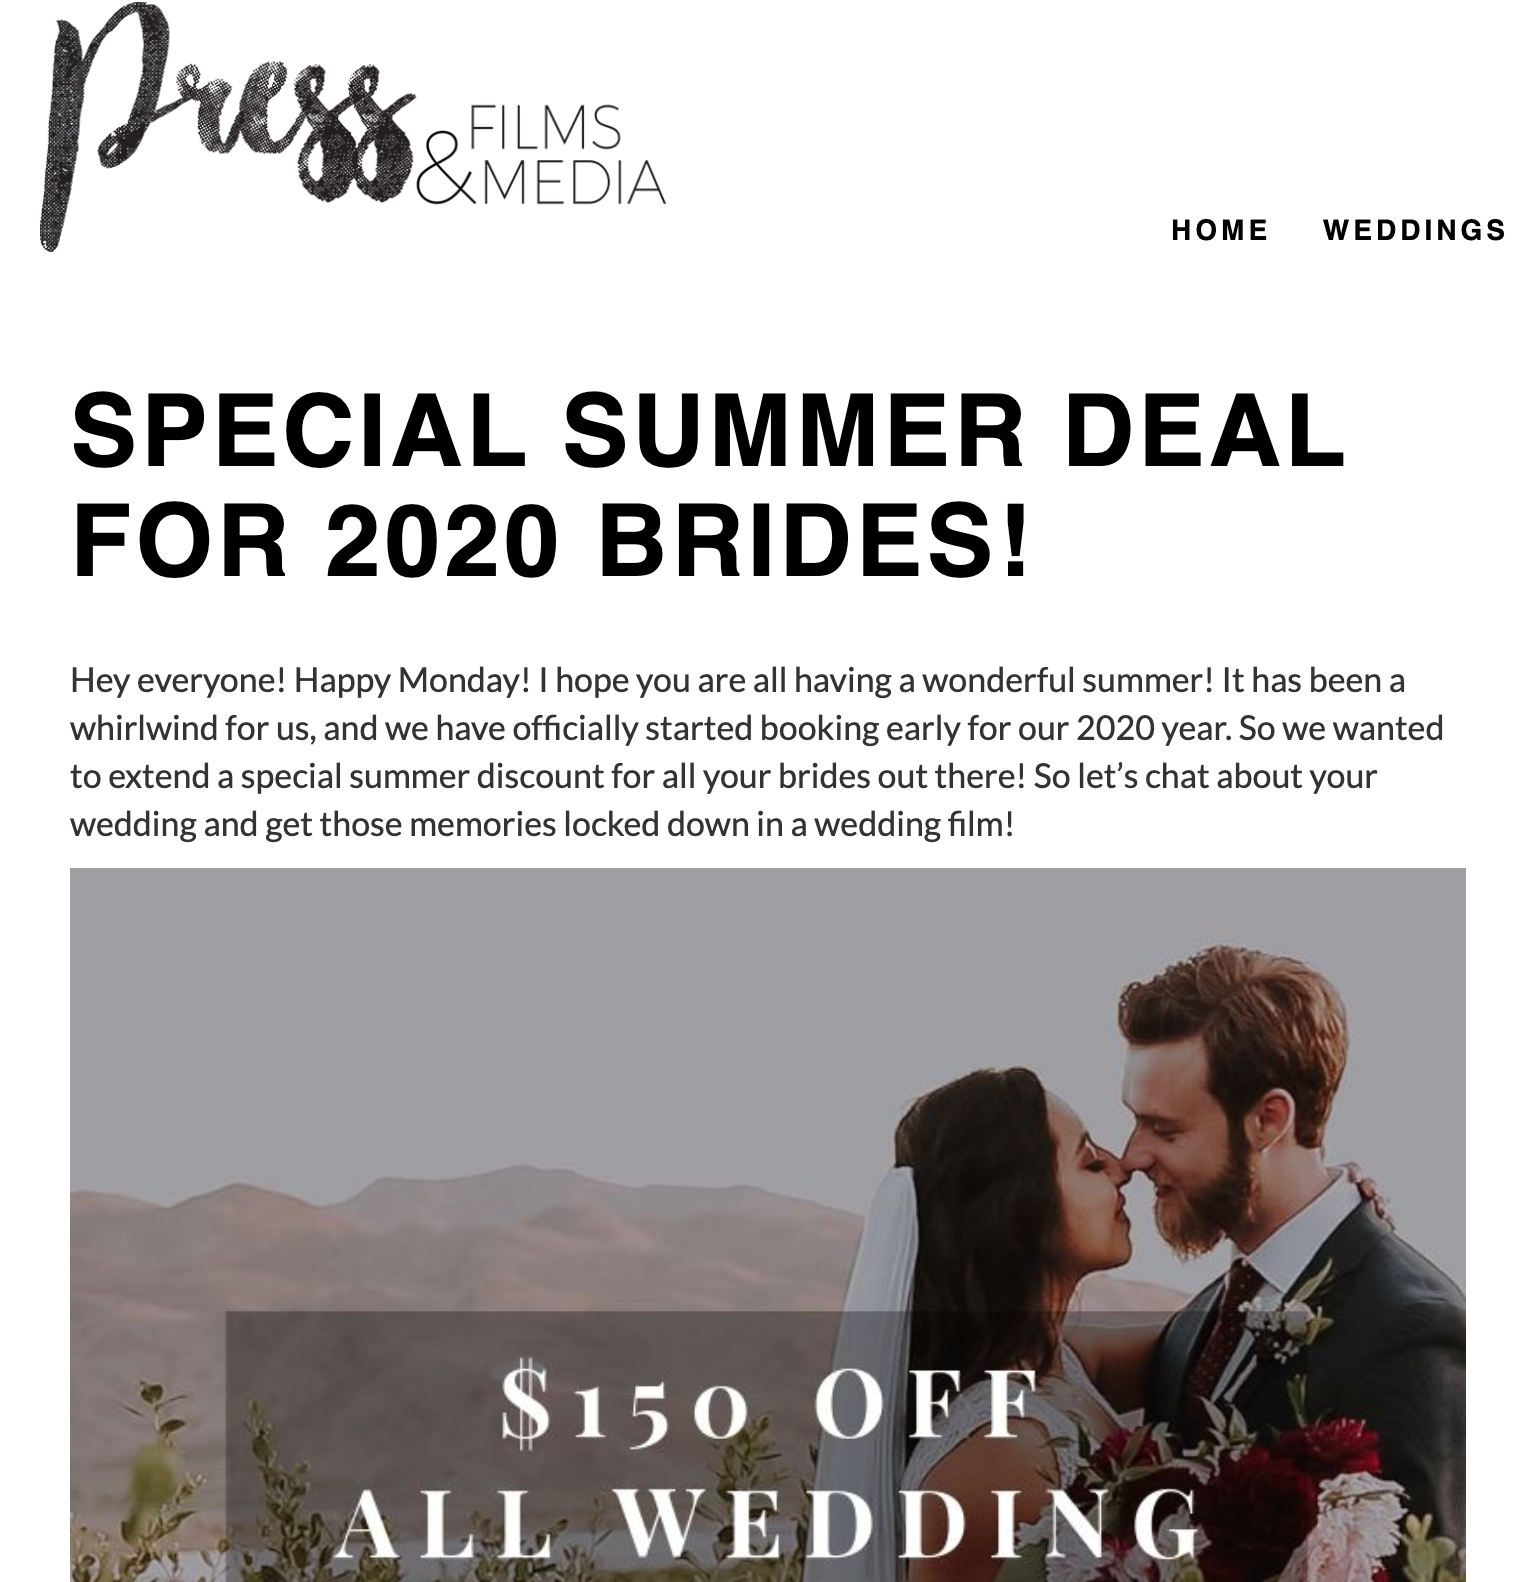 Press
& FILMS
MEDIA
HOME WEDDINGS
SPECIAL SUMMER DEAL
FOR 2020 BRIDES!
Hey everyone! Happy Monday! I hope you are all having a wonderful summer! It has been a
whirlwind for us, and we have officially started booking early for our 2020 year. So we wanted
to extend a special summer discount for all your brides out there! So let’s chat about your
wedding and get those memories locked down in a wedding film!
$150 OFF
ALL WEDDING